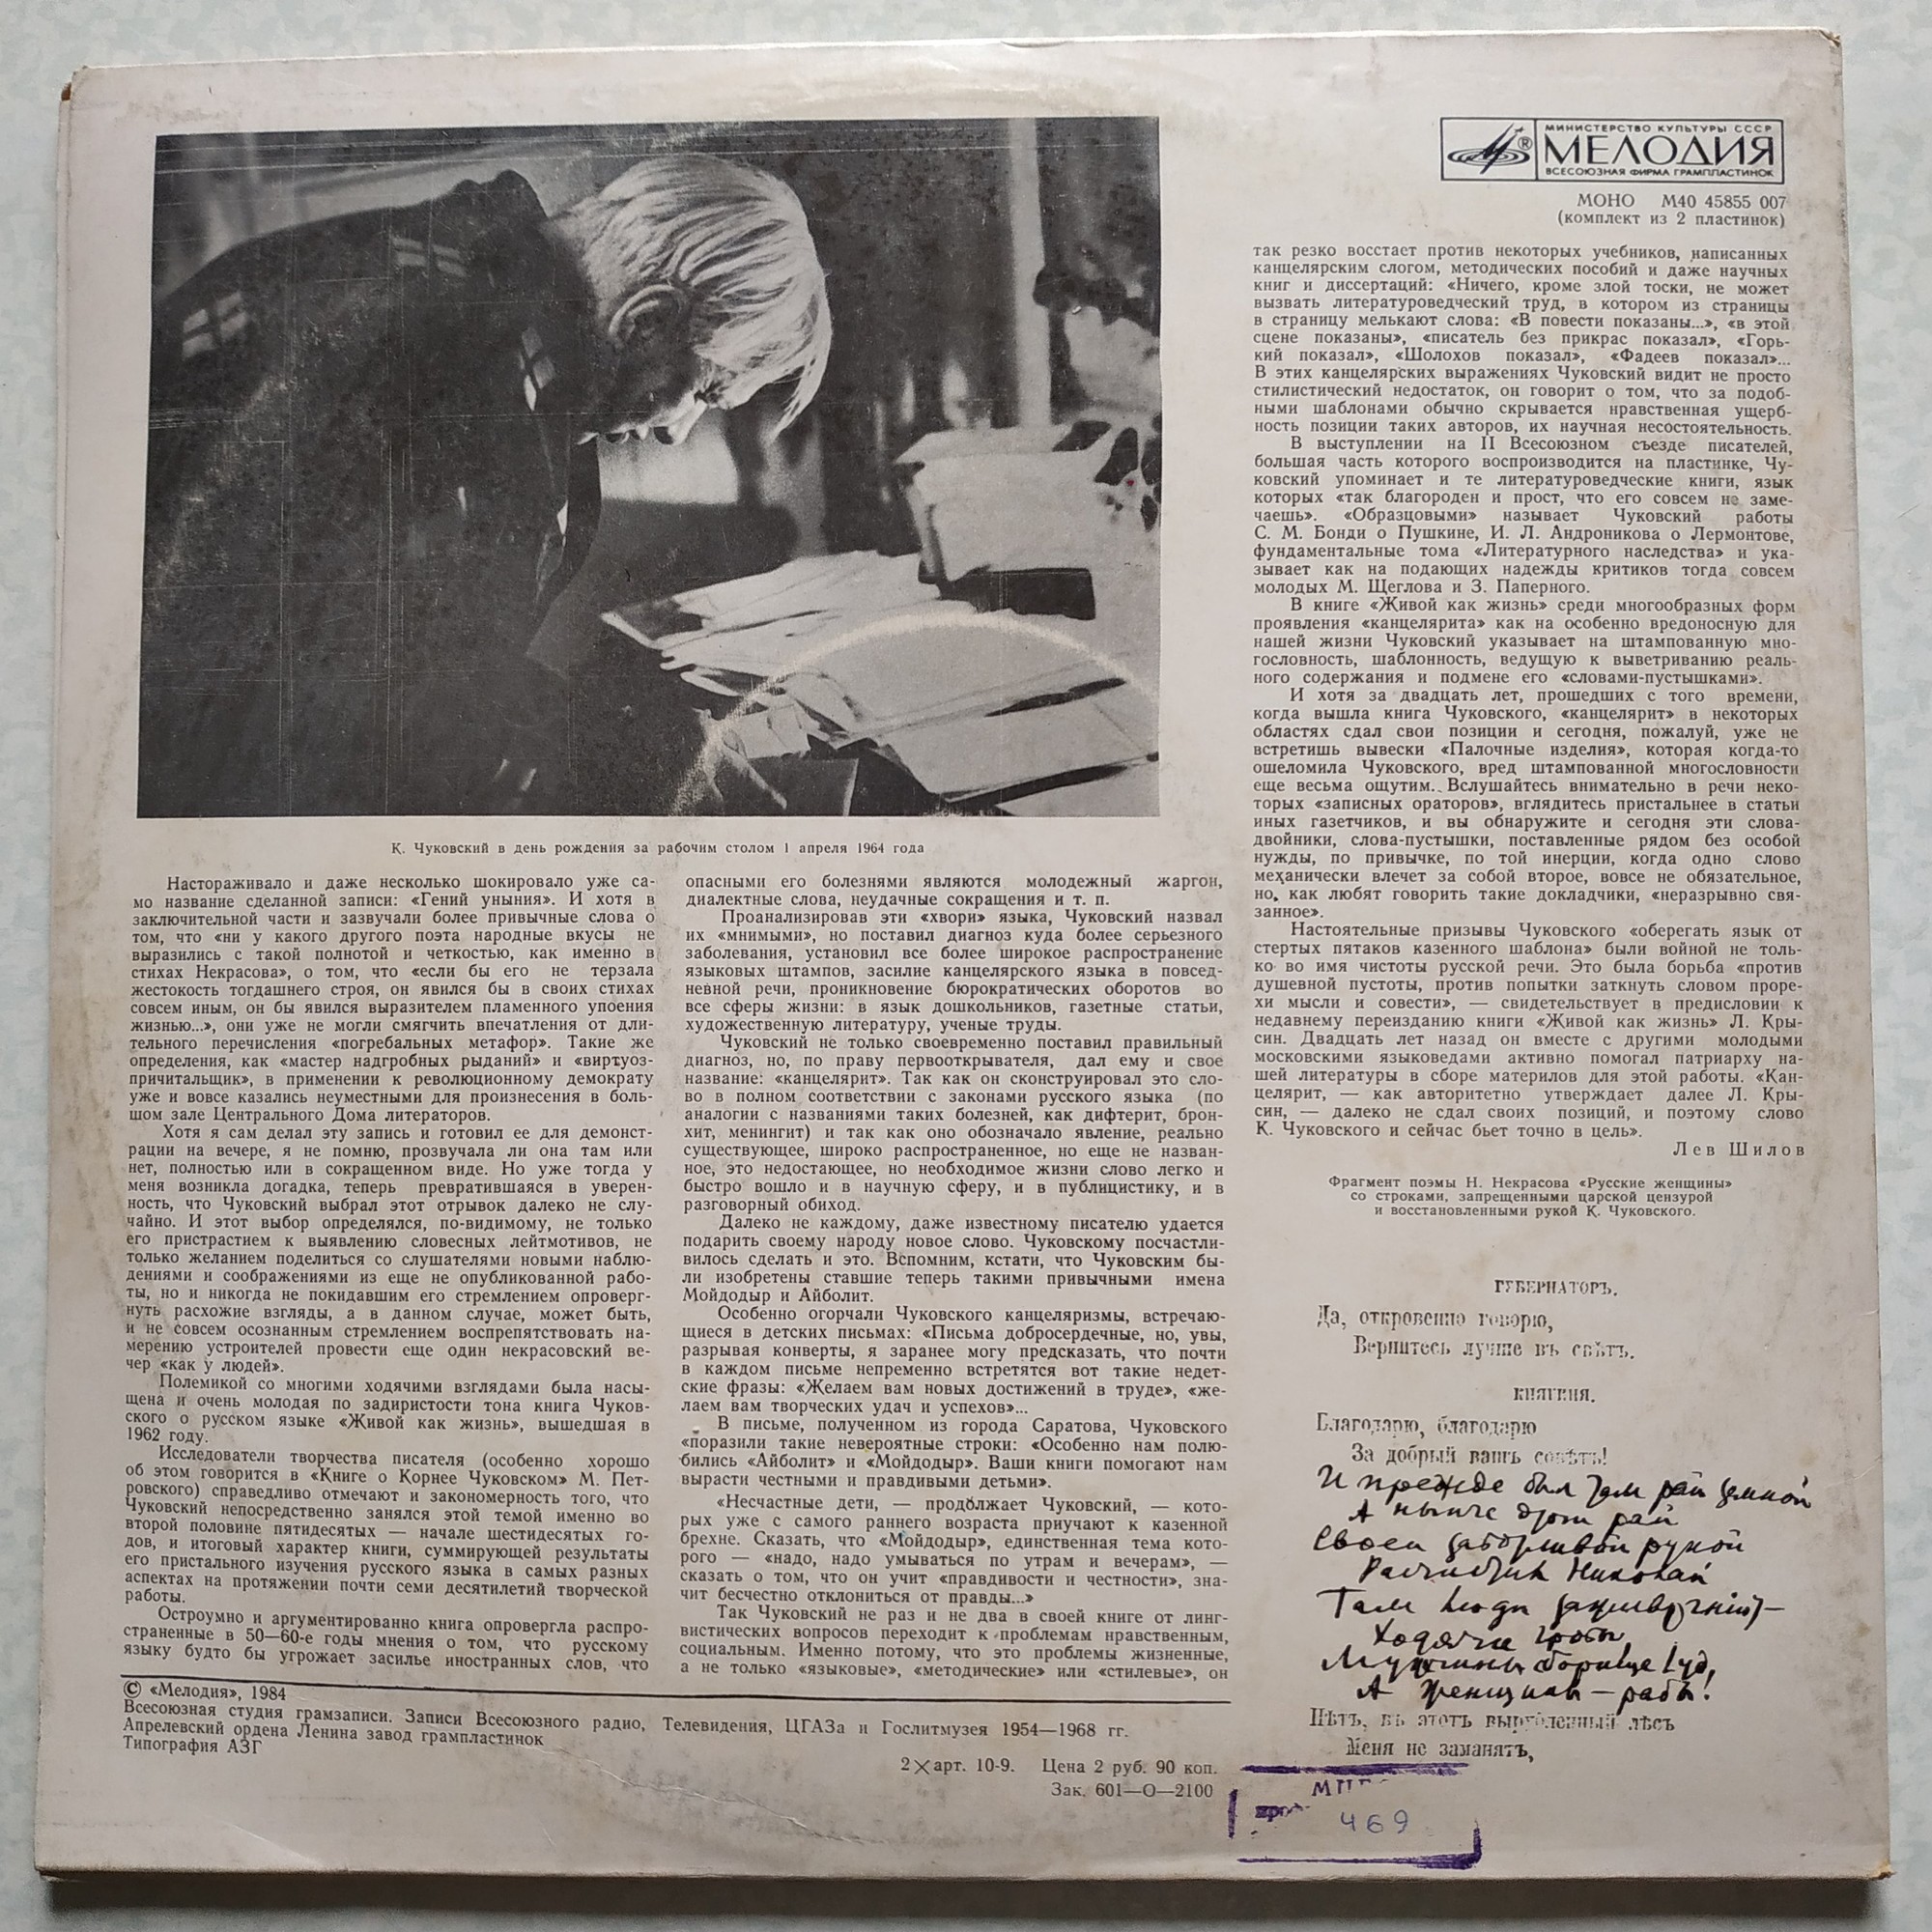 МИНИСТЕРСТВО КУЛЬТУРЫ СССР
МЕЛОДИЯ
ВСЕСОЮЗНАЯ ФИРМА ГРАМПЛАСТИНОК
МОНО М40 45855 007
(комплект из 2 пластинок)
К. Чуковский в день рождения за рабочим столом 1 апреля 1964 года
Настораживало и даже несколько шокировало уже са-
мо название сделанной записи: «Гений уныния». И хотя в
заключительной части и зазвучали более привычные слова о
том, что «ни у какого другого поэта народные вкусы не
выразились с такой полнотой и четкостью, как именно в
стихах Некрасова», о том, что «если бы его не терзала
жестокость тогдашнего строя, он явился бы в своих стихах
совсем иным, он бы явился выразителем пламенного упоения
жизнью...», они уже не могли смягчить впечатления от дли-
тельного перечисления «погребальных метафор». Такие же
определения, как «мастер надгробных рыданий» и «виртуоз-
причитальщик», в применении к революционному демократу
уже и вовсе казались неуместными для произнесения в боль-
шом зале Центрального Дома литераторов.
Хотя я сам делал эту запись и готовил ее для демонст-
рации на вечере, я не помню, прозвучала ли она там или
нет, полностью или в сокращенном виде. Но уже тогда у
меня возникла догадка, теперь превратившаяся в уверен-
ность, что Чуковский выбрал этот отрывок далеко не слу-
чайно. И этот выбор определялся, по-видимому, не только
его пристрастием к выявлению словесных лейтмотивов, не
только желанием поделиться со слушателями новыми наблю-
дениями и соображениями из еще не опубликованной рабо-
ты, но и никогда не покидавшим его стремлением опроверг-
нуть расхожие взгляды, а в данном случае, может быть,
и не совсем осознанным стремлением воспрепятствовать на-
мерению устроителей провести еще один некрасовский ве-
чер «как у людей».
Полемикой со многими ходячими взглядами была насы-
щена и очень молодая по задиристости тона книга Чуков-
ского о русском языке «Живой как жизнь», вышедшая в
1962 году.
Исследователи творчества писателя (особенно хорошо
об этом говорится в «Книге о Корнее Чуковском» М. Пет-
ровского) справедливо отмечают и закономерность того, что
Чуковский непосредственно занялся этой темой именно во
второй половине пятидесятых — начале шестидесятых го-
дов, и итоговый характер книги, суммирующей результаты
его пристального изучения русского языка в самых разных
аспектах на протяжении почти семи десятилетий творческой
работы.
Остроумно и аргументированно книга опровергла распро-
страненные в 50—60-е годы мнения о том, что русскому
языку будто бы угрожает засилье иностранных слов, что
опасными его болезнями являются молодежный жаргон,
диалектные слова, неудачные сокращения и т. п.
Проанализировав эти «хвори» языка, Чуковский назвал
их «мнимыми», но поставил диагноз куда более серьезного
заболевания, установил все более широкое распространение
языковых штампов, засилие канцелярского языка в повсед-
невной речи, проникновение бюрократических оборотов во
все сферы жизни: в язык дошкольников, газетные статьи,
художественную литературу, ученые труды.
Чуковский не только своевременно поставил правильный
диагноз, но, по праву первооткрывателя, дал ему и свое
название: «канцелярит». Так как он сконструировал это сло-
во в полном соответствии с законами русского языка (по
аналогии с названиями таких болезней, как дифтерит, брон-
хит, менингит) и так как оно обозначало явление, реально
существующее, широко распространенное, но еще не назван-
ное, это недостающее, но необходимое жизни слово легко и
быстро вошло и в научную сферу, и в публицистику, и в
разговорный обиход.
Далеко не каждому, даже известному писателю удается
подарить своему народу новое слово. Чуковскому посчастли-
вилось сделать и это. Вспомним, кстати, что Чуковским бы-
ли изобретены ставшие теперь такими привычными имена
Мойдодыр и Айболит.
Особенно огорчали Чуковского канцеляризмы, встречаю-
щиеся в детских письмах: «Письма добросердечные, но, увы,
разрывая конверты, я заранее могу предсказать, что почти
в каждом письме непременно встретятся вот такие недет-
ские фразы: «Желаем вам новых достижений в труде», «же-
лаем вам творческих удач и успехов»...
В письме, полученном из города Саратова, Чуковского
«поразили такие невероятные строки: «Особенно нам полю-
бились «Айболит» и «Мойдодыр». Ваши книги помогают нам
вырасти честными и правдивыми детьми».
«Несчастные дети, — продолжает Чуковский, — кото-
рых уже с самого раннего возраста приучают к казенной
брехне. Сказать, что «Мойдодыр», единственная тема кото-
рого — «надо, надо умываться по утрам и вечерам», —
сказать о том, что он учит «правдивости и честности», зна-
чит бесчестно отклониться от правды...»
Так Чуковский не раз и не два в своей книге от линг-
вистических вопросов переходит к проблемам нравственным,
социальным. Именно потому, что это проблемы жизненные,
а не только «языковые», «методические» или «стилевые», он
так резко восстает против некоторых учебников, написанных
канцелярским слогом, методических пособий и даже научных
книг и диссертаций: «Ничего, кроме злой тоски, не может
вызвать литературоведческий труд, в котором из страницы
в страницу мелькают слова: «В повести показаны...», «в этой
сцене показаны», «писатель без прикрас показал», «Горь-
кий показал», «Шолохов показал», «Фадеев показал»...
В этих канцелярских выражениях Чуковский видит не просто
стилистический недостаток, он говорит о том, что за подоб-
ными шаблонами обычно скрывается нравственная ущерб-
ность позиции таких авторов, их научная несостоятельность.
В выступлении на II Всесоюзном съезде писателей,
большая часть которого воспроизводится на пластинке, Чу-
ковский упоминает и те литературоведческие книги, язык
которых «так благороден и прост, что его совсем не заме-
чаешь». «Образцовыми» называет Чуковский работы
С. М. Бонди о Пушкине, И. Л. Андроникова о Лермонтове,
фундаментальные тома «Литературного наследства» и ука-
зывает как на подающих надежды критиков тогда совсем
молодых М. Щеглова и З. Паперного.
В книге «Живой как жизнь» среди многообразных форм
проявления «канцелярита» как на особенно вредоносную для
нашей жизни Чуковский указывает на штампованную мно-
гословность, шаблонность, ведущую к выветриванию реаль-
ного содержания и подмене его «словами-пустышками».
И хотя за двадцать лет, прошедших с того времени,
когда вышла книга Чуковского, «канцелярит» в некоторых
областях сдал свои позиции и сегодня, пожалуй, уже не
встретишь вывески «Палочные изделия», которая когда-то
ошеломила Чуковского, вред штампованной многословности
еще весьма ощутим. Вслушайтесь внимательно в речи неко-
торых «записных ораторов», вглядитесь пристальнее в статьи
иных газетчиков, и вы обнаружите и сегодня эти слова-
двойники, слова-пустышки, поставленные рядом без особой
нужды, по привычке, по той инерции, когда одно слово
механически влечет за собой второе, вовсе не обязательное,
но, как любят говорить такие докладчики, «неразрывно свя-
занное».
Настоятельные призывы Чуковского «оберегать язык от
стертых пятаков казенного шаблона» были войной не толь-
ко во имя чистоты русской речи. Это была борьба «против
душевной пустоты, против попытки заткнуть словом проре-
хи мысли и совести», — свидетельствует в предисловии к
недавнему переизданию книги «Живой как жизнь» Л. Кры-
син. Двадцать лет назад он вместе с другими молодыми
московскими языковедами активно помогал патриарху на-
шей литературы в сборе материлов для этой работы. «Кан-
целярит, — как авторитетно утверждает далее Л. Кры-
син, — далеко не сдал своих позиций, и поэтому слово
К. Чуковского и сейчас бьет точно в цель».
Лев Шилов
Фрагмент поэмы Н. Некрасова «Русские женщины»
со строками, запрещенными царской цензурой
и восстановленными рукой К. Чуковского.
ГУБЕРНАТОРЪ.
Да, откровенно говорю,
Вернитесь лучше въ свѣтъ.
КНЯГИНЯ.
Благодарю, благодарю
За добрый вашъ совѣтъ!
И прежде был там рай земной
А нынче этот рай
Своей заботливой рукой
Расчистил Николай
Там люди заживо гниют—
Ходячие гробы,
Мужчины сборище Іуд,
А женщины — рабы!
Нѣтъ, въ этотъ вырубленный лѣсъ
Меня не заманятъ,
© «Мелодия», 1984
Всесоюзная студия грамзаписи. Записи Всесоюзного радио, Телевидения, ЦГАЗа и Гослитмузея 1954—1968 гг.
Апрелевский ордена Ленина завод грампластинок
Типография АЗГ
2×арт. 10-9. Цена 2 руб. 90 коп.
Зак. 601—О—2100
469